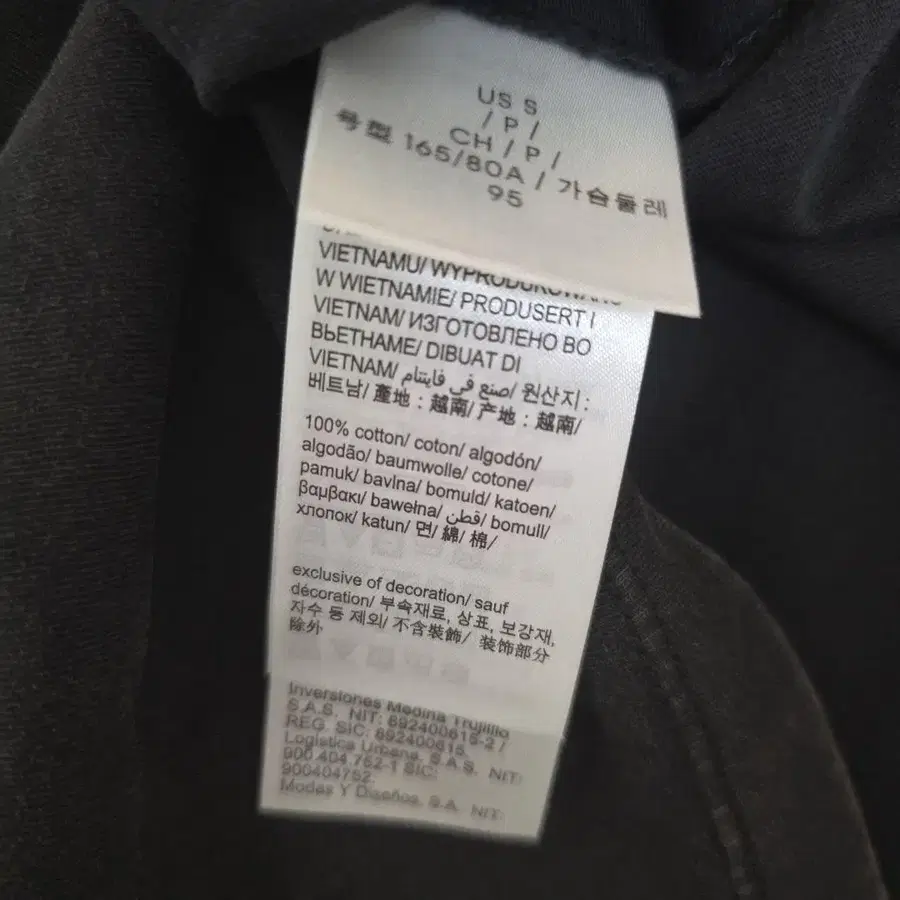 US S
/ P /
CH / P /
号型 165/80A / 가슴둘레
95
VIETNAMU/ WYPRODUKOWANO
W WIETNAMIE/ PRODUSERT I
VIETNAM/ ИЗГОТОВЛЕНО ВО
ВЬЕТНАМЕ/ DIBUAT DI
VIETNAM/ صنع في فايتنام/ 원산지 :
베트남/ 產地 : 越南/ 产地 : 越南/
100% cotton/ coton/ algodón/
algodão/ baumwolle/ cotone/
pamuk/ bavlna/ bomuld/ katoen/
βαμβακι/ bawełna/ قطن/ bomull/
хлопок/ katun/ 면/ 綿/ 棉/
exclusive of decoration/ sauf
décoration/ 부속재료, 상표, 보강재,
자수 등 제외/ 不含裝飾/ 装饰部分
除外
Inversiones Medina Trujillo
S.A.S. NIT: 892400615-2 /
REG. SIC: 892400615.
Logistica Urbana, S.A.S. NIT:
900.404.752-1 SIC:
900404752.
Modas Y Diseños, S.A. NIT: